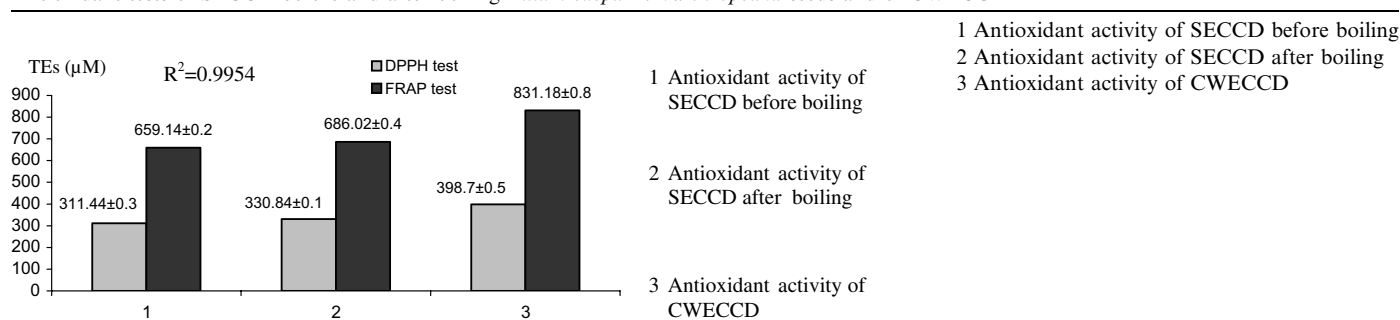 TEs (µM)
R²=0.9954
DPPH test
FRAP test
900
800
700
600
500
400
300
200
100
0
311.44±0.3
659.14±0.2
330.84±0.1
686.02±0.4
398.7±0.5
831.18±0.8
1
2
3
1 Antioxidant activity of
SECCD before boiling
2 Antioxidant activity of
SECCD after boiling
3 Antioxidant activity of
CWECCD
1 Antioxidant activity of SECCD before boiling
2 Antioxidant activity of SECCD after boiling
3 Antioxidant activity of CWECCD